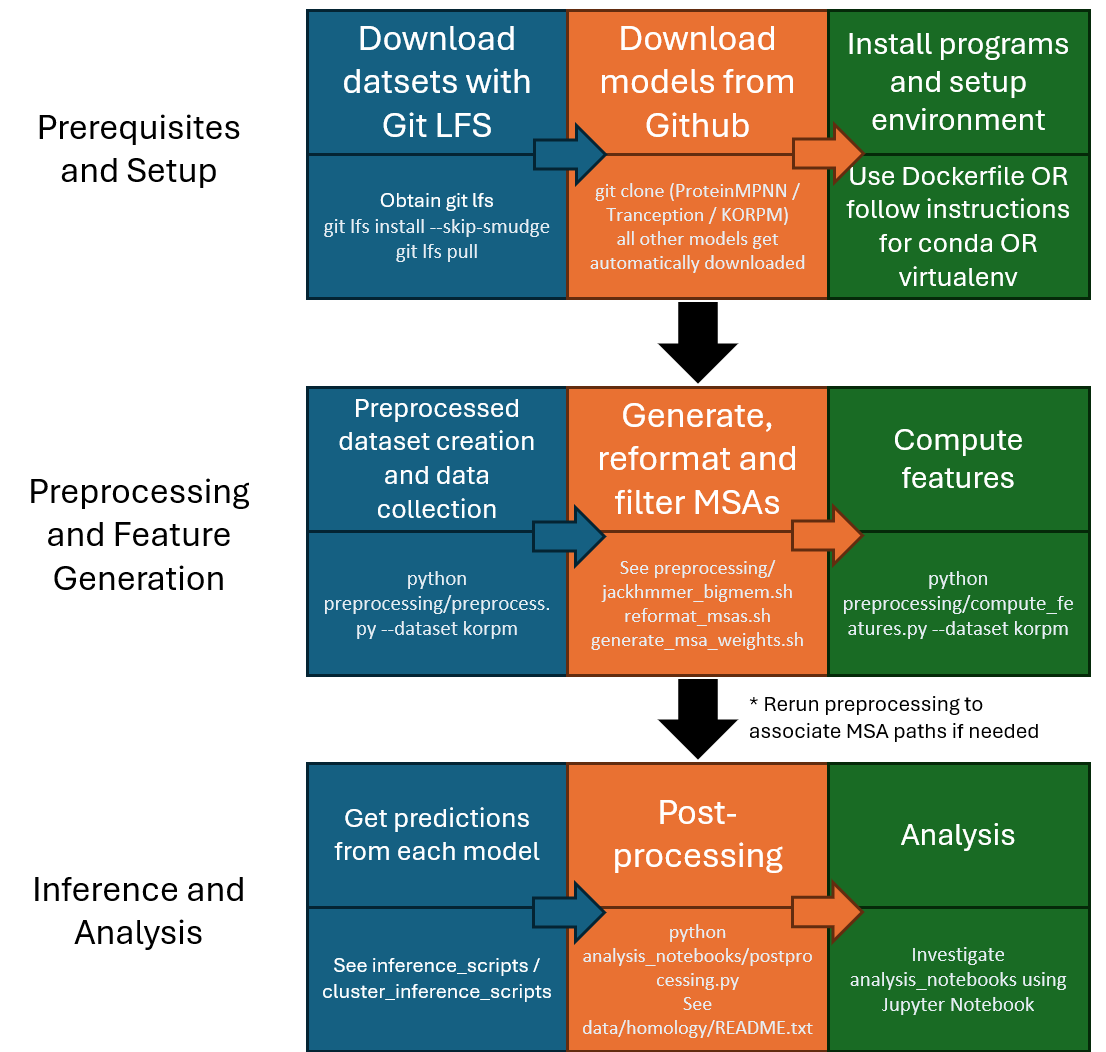 Prerequisites
and Setup
Download
datsets with
Git LFS
Obtain git lfs
git lfs install --skip-smudge
git lfs pull
Download
models from
Github
git clone (ProteinMPNN /
Tranception / KORPM)
all other models get
automatically downloaded
Install programs
and setup
environment
Use Dockerfile OR
follow instructions
for conda OR
virtualenv
Preprocessing
and Feature
Generation
Preprocessed
dataset creation
and data
collection
python
preprocessing/preprocess.
py --dataset korpm
Generate,
reformat and
filter MSAs
See preprocessing/
jackhmmer_bigmem.sh
reformat_msas.sh
generate_msa_weights.sh
Compute
features
python
preprocessing/compute_fe
atures.py --dataset korpm
* Rerun preprocessing to
associate MSA paths if needed
Inference and
Analysis
Get predictions
from each model
See inference_scripts /
cluster_inference_scripts
Post-
processing
python
analysis_notebooks/postpro
cessing.py
See
data/homology/README.txt
Analysis
Investigate
analysis_notebooks using
Jupyter Notebook